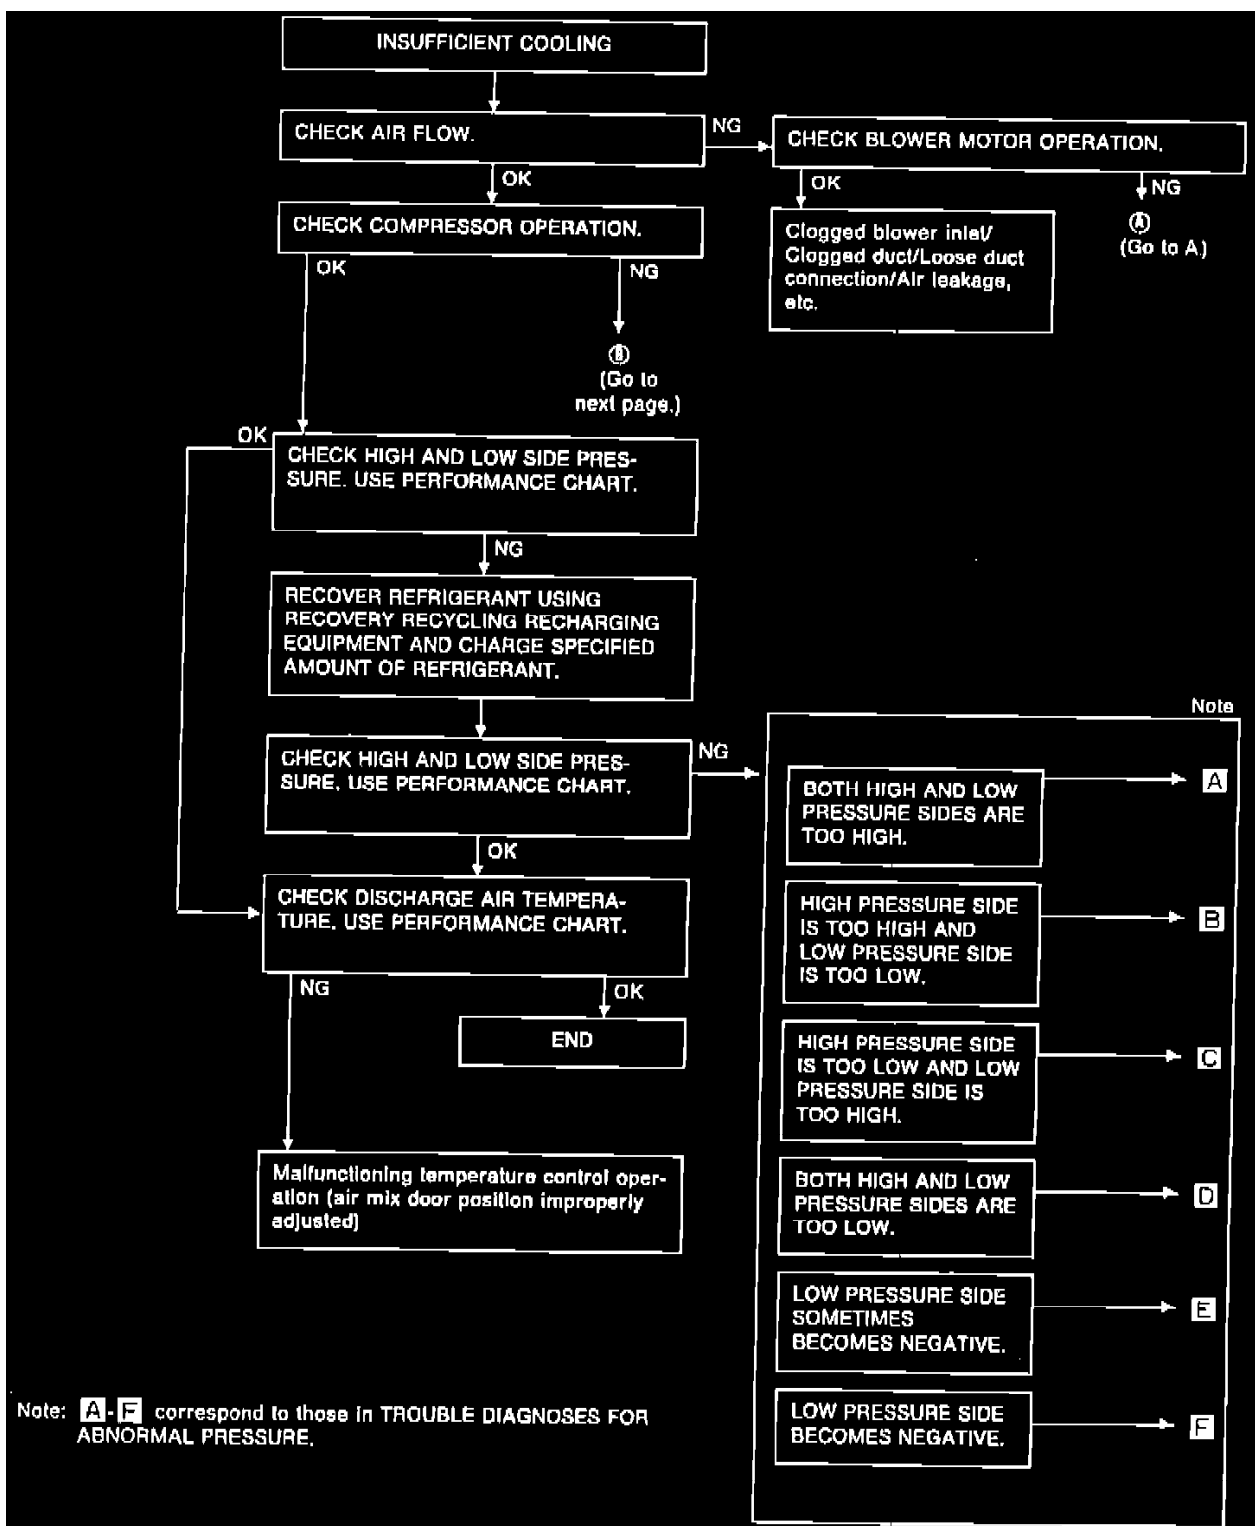 INSUFFICIENT COOLING
CHECK AIR FLOW.
NG
CHECK BLOWER MOTOR OPERATION.
OK
OK
NG
CHECK COMPRESSOR OPERATION.
Clogged blower inlet/
Clogged duct/Loose duct
connection/Air leakage,
etc.
A
(Go to A.)
OK
NG
B
(Go to
next page.)
OK
CHECK HIGH AND LOW SIDE PRES-
SURE. USE PERFORMANCE CHART.
NG
RECOVER REFRIGERANT USING
RECOVERY RECYCLING RECHARGING
EQUIPMENT AND CHARGE SPECIFIED
AMOUNT OF REFRIGERANT.
CHECK HIGH AND LOW SIDE PRES-
SURE. USE PERFORMANCE CHART.
NG
OK
CHECK DISCHARGE AIR TEMPERA-
TURE. USE PERFORMANCE CHART.
NG
OK
END
Malfunctioning temperature control oper-
ation (air mix door position improperly
adjusted)
Note
BOTH HIGH AND LOW
PRESSURE SIDES ARE
TOO HIGH.
A
HIGH PRESSURE SIDE
IS TOO HIGH AND
LOW PRESSURE SIDE
IS TOO LOW.
B
HIGH PRESSURE SIDE
IS TOO LOW AND LOW
PRESSURE SIDE IS
TOO HIGH.
C
BOTH HIGH AND LOW
PRESSURE SIDES ARE
TOO LOW.
D
LOW PRESSURE SIDE
SOMETIMES
BECOMES NEGATIVE.
E
LOW PRESSURE SIDE
BECOMES NEGATIVE.
F
Note: A - F correspond to those in TROUBLE DIAGNOSES FOR
ABNORMAL PRESSURE.